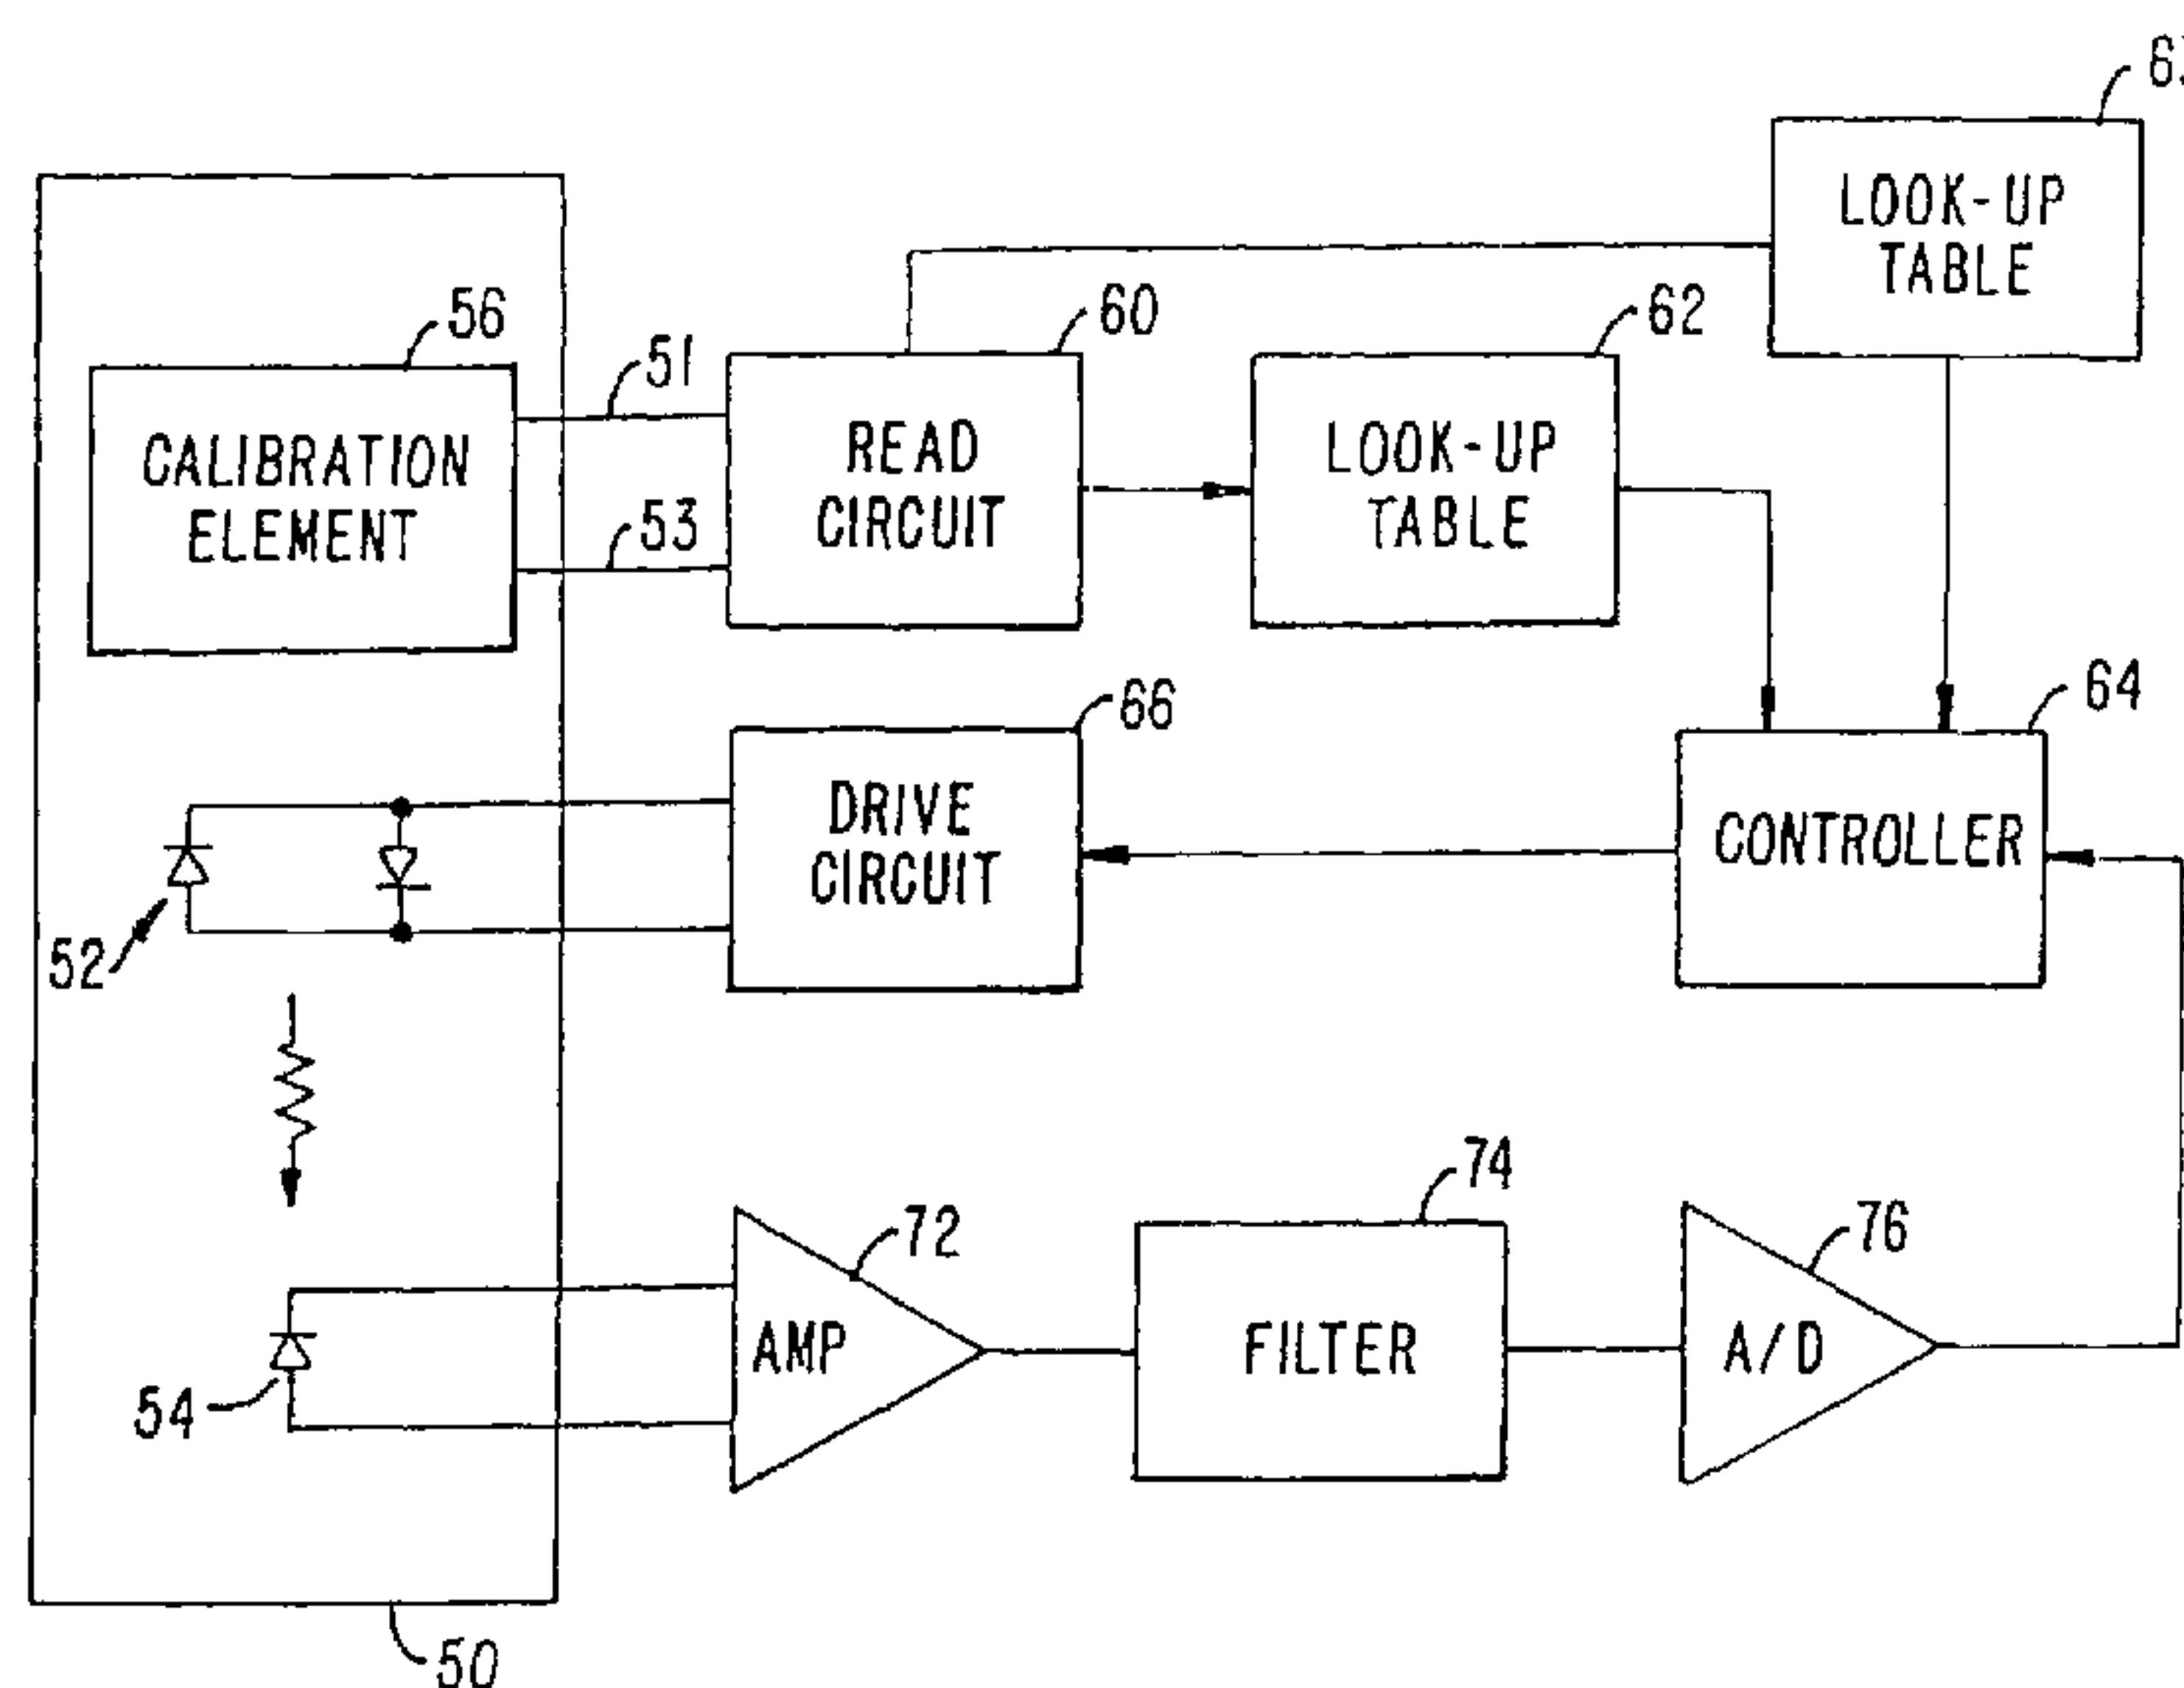 LOOK-UP
TABLE
56
51
53
CALIBRATION
ELEMENT
60
READ
CIRCUIT
62
LOOK-UP
TABLE
66
DRIVE
CIRCUIT
64
CONTROLLER
52
54
72
AMP
74
FILTER
76
A/D
50